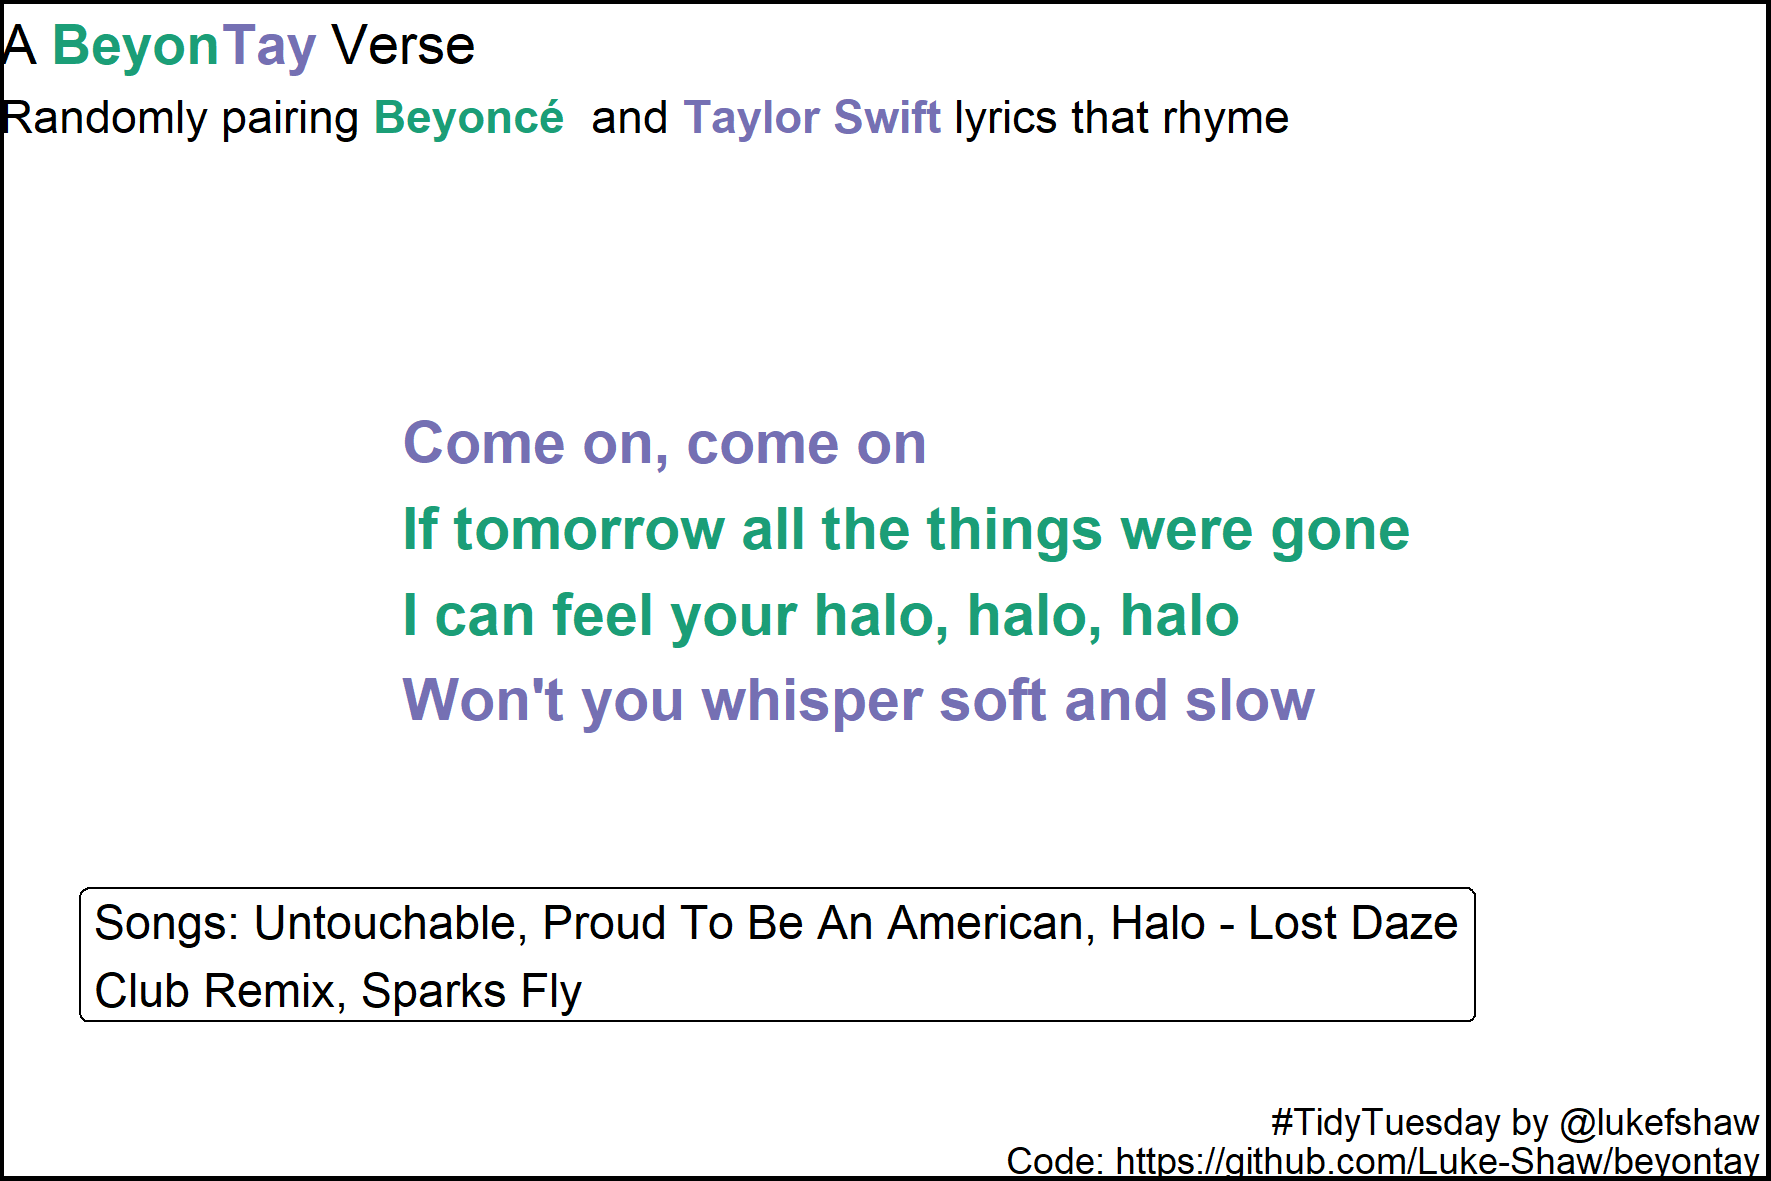 A BeyonTay Verse
Randomly pairing Beyoncé and Taylor Swift lyrics that rhyme
Come on, come on
If tomorrow all the things were gone
I can feel your halo, halo, halo
Won't you whisper soft and slow
Songs: Untouchable, Proud To Be An American, Halo - Lost Daze
Club Remix, Sparks Fly
#TidyTuesday by @lukefshaw
Code: https://github.com/Luke-Shaw/beyontay